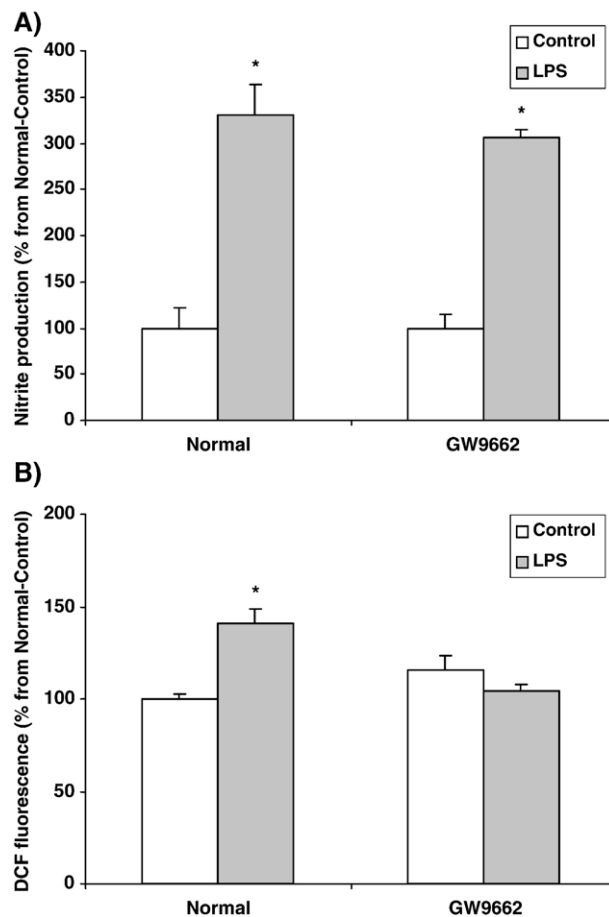 A)
Nitrite production (% from Normal-Control)
400
350
300
250
200
150
100
50
0
*
*
Control
LPS
Normal
GW9662
B)
DCF fluorescence (% from Normal-Control)
200
150
100
50
0
*
Control
LPS
Normal
GW9662